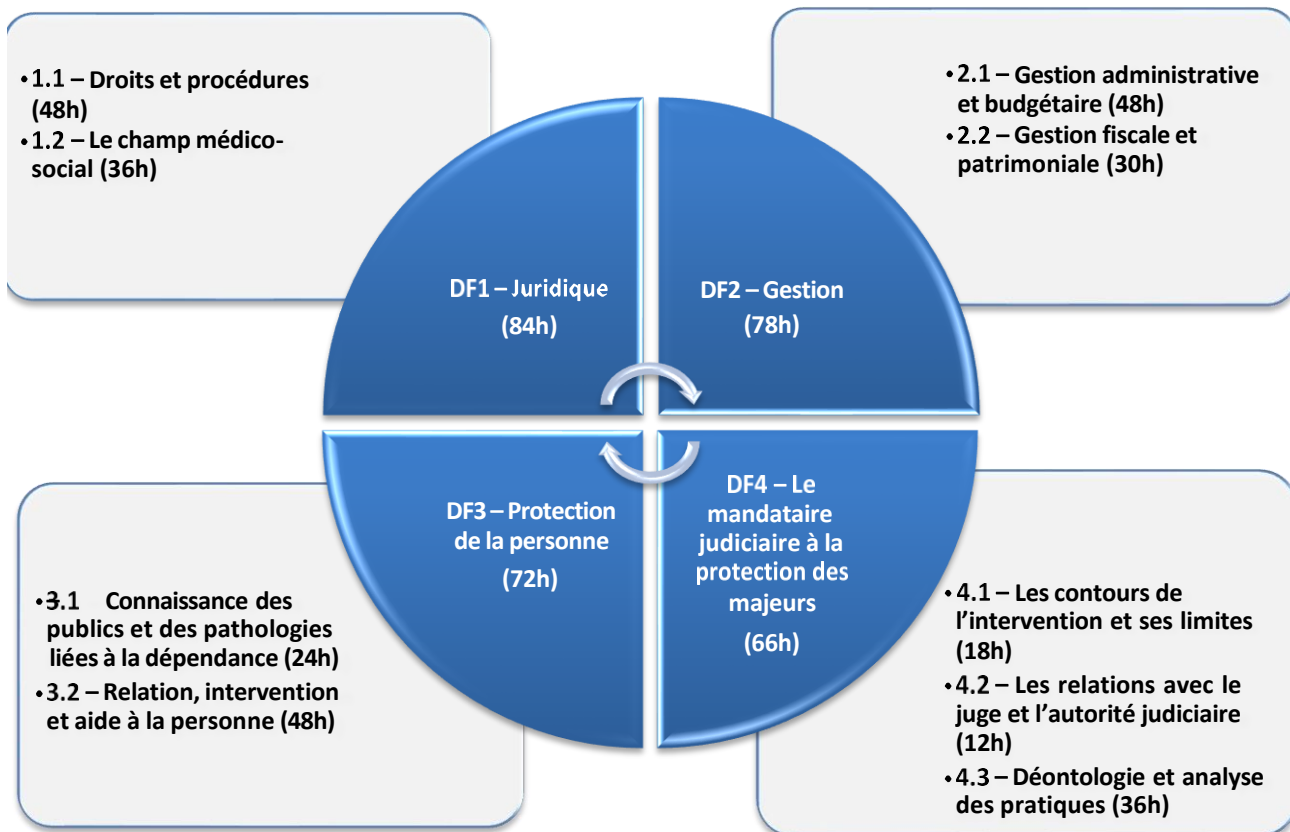 •1.1 – Droits et procédures
(48h)
•1.2 – Le champ médico-
social (36h)
•2.1 – Gestion administrative
et budgétaire (48h)
•2.2 – Gestion fiscale et
patrimoniale (30h)
DF1 – Juridique
(84h)
DF2 – Gestion
(78h)
DF3 – Protection
de la personne
(72h)
DF4 – Le
mandataire
judiciaire à la
protection des
majeurs
(66h)
•3.1 Connaissance des
publics et des pathologies
liées à la dépendance (24h)
•3.2 – Relation, intervention
et aide à la personne (48h)
•4.1 – Les contours de
l’intervention et ses limites
(18h)
•4.2 – Les relations avec le
juge et l’autorité judiciaire
(12h)
•4.3 – Déontologie et analyse
des pratiques (36h)